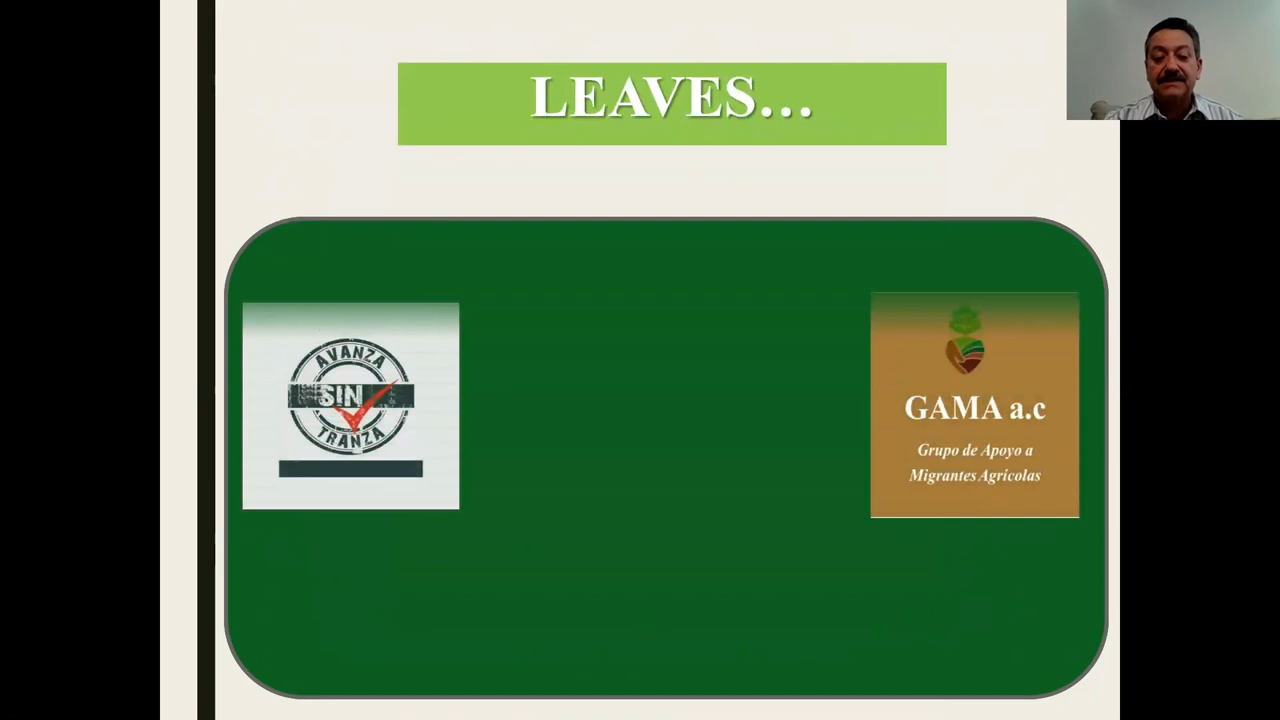 LEAVES...
AVANZA
SIN
TRANZA
GAMA a.c
Grupo de Apoyo a
Migrantes Agrícolas